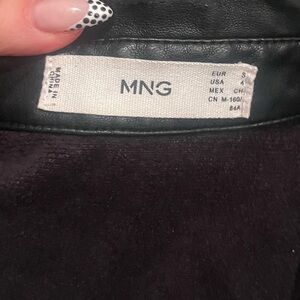 MADE IN
CHINA
MNG
EUR S
USA 4
MEX CH
CN M-160/
84A